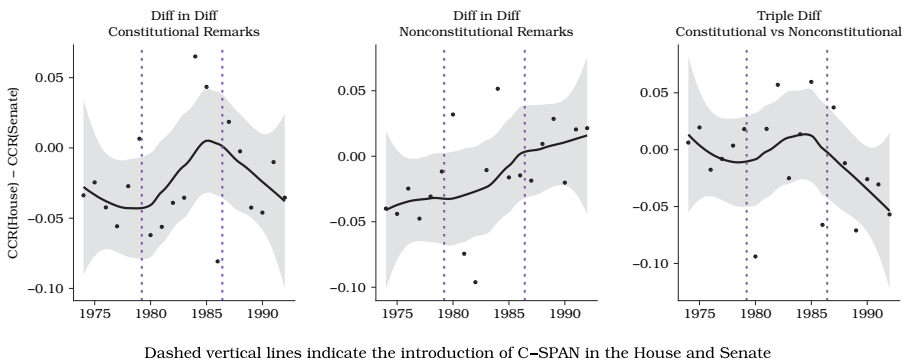 Diff in Diff
Constitutional Remarks
Diff in Diff
Nonconstitutional Remarks
Triple Diff
Constitutional vs Nonconstitutional
CCR(House) − CCR(Senate)
0.05
0.00
−0.05
−0.10
1975 1980 1985 1990
0.05
0.00
−0.05
−0.10
1975 1980 1985 1990
0.05
0.00
−0.05
−0.10
1975 1980 1985 1990
Dashed vertical lines indicate the introduction of C−SPAN in the House and Senate